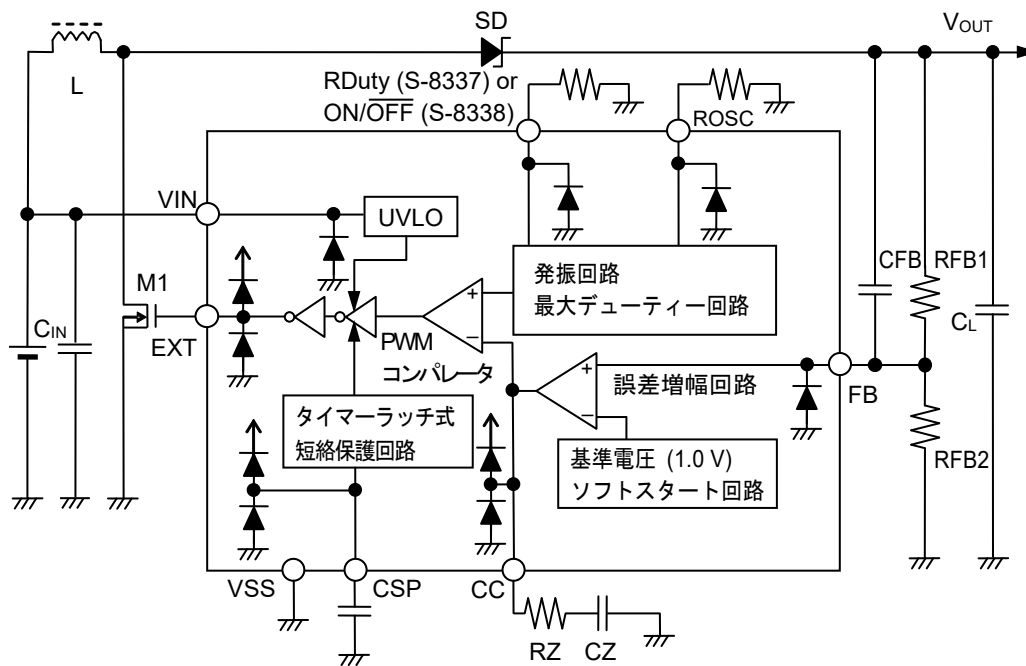 SD
VOUT
L
RDuty (S-8337) or
ON/OFF (S-8338)
ROSC
VIN
UVLO
発振回路
最大デューティー回路
CFB
RFB1
M1
+
−
CIN
EXT
PWM
コンパレータ
CL
+
−
誤差増幅回路
FB
タイマーラッチ式
短絡保護回路
基準電圧 (1.0 V)
ソフトスタート回路
RFB2
VSS
CSP
CC
RZ
CZ